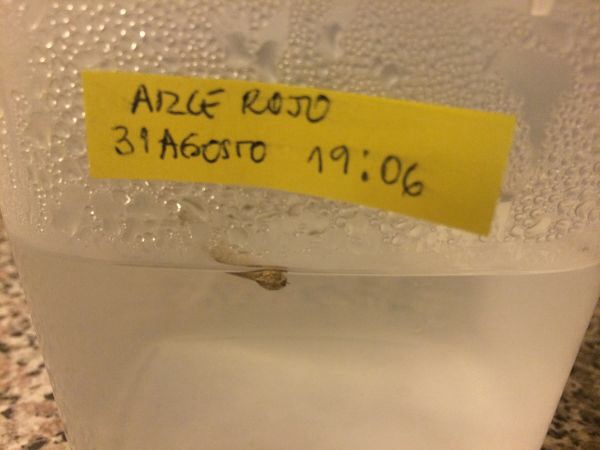 ARCE ROJO
31 AGOSTO 19:06